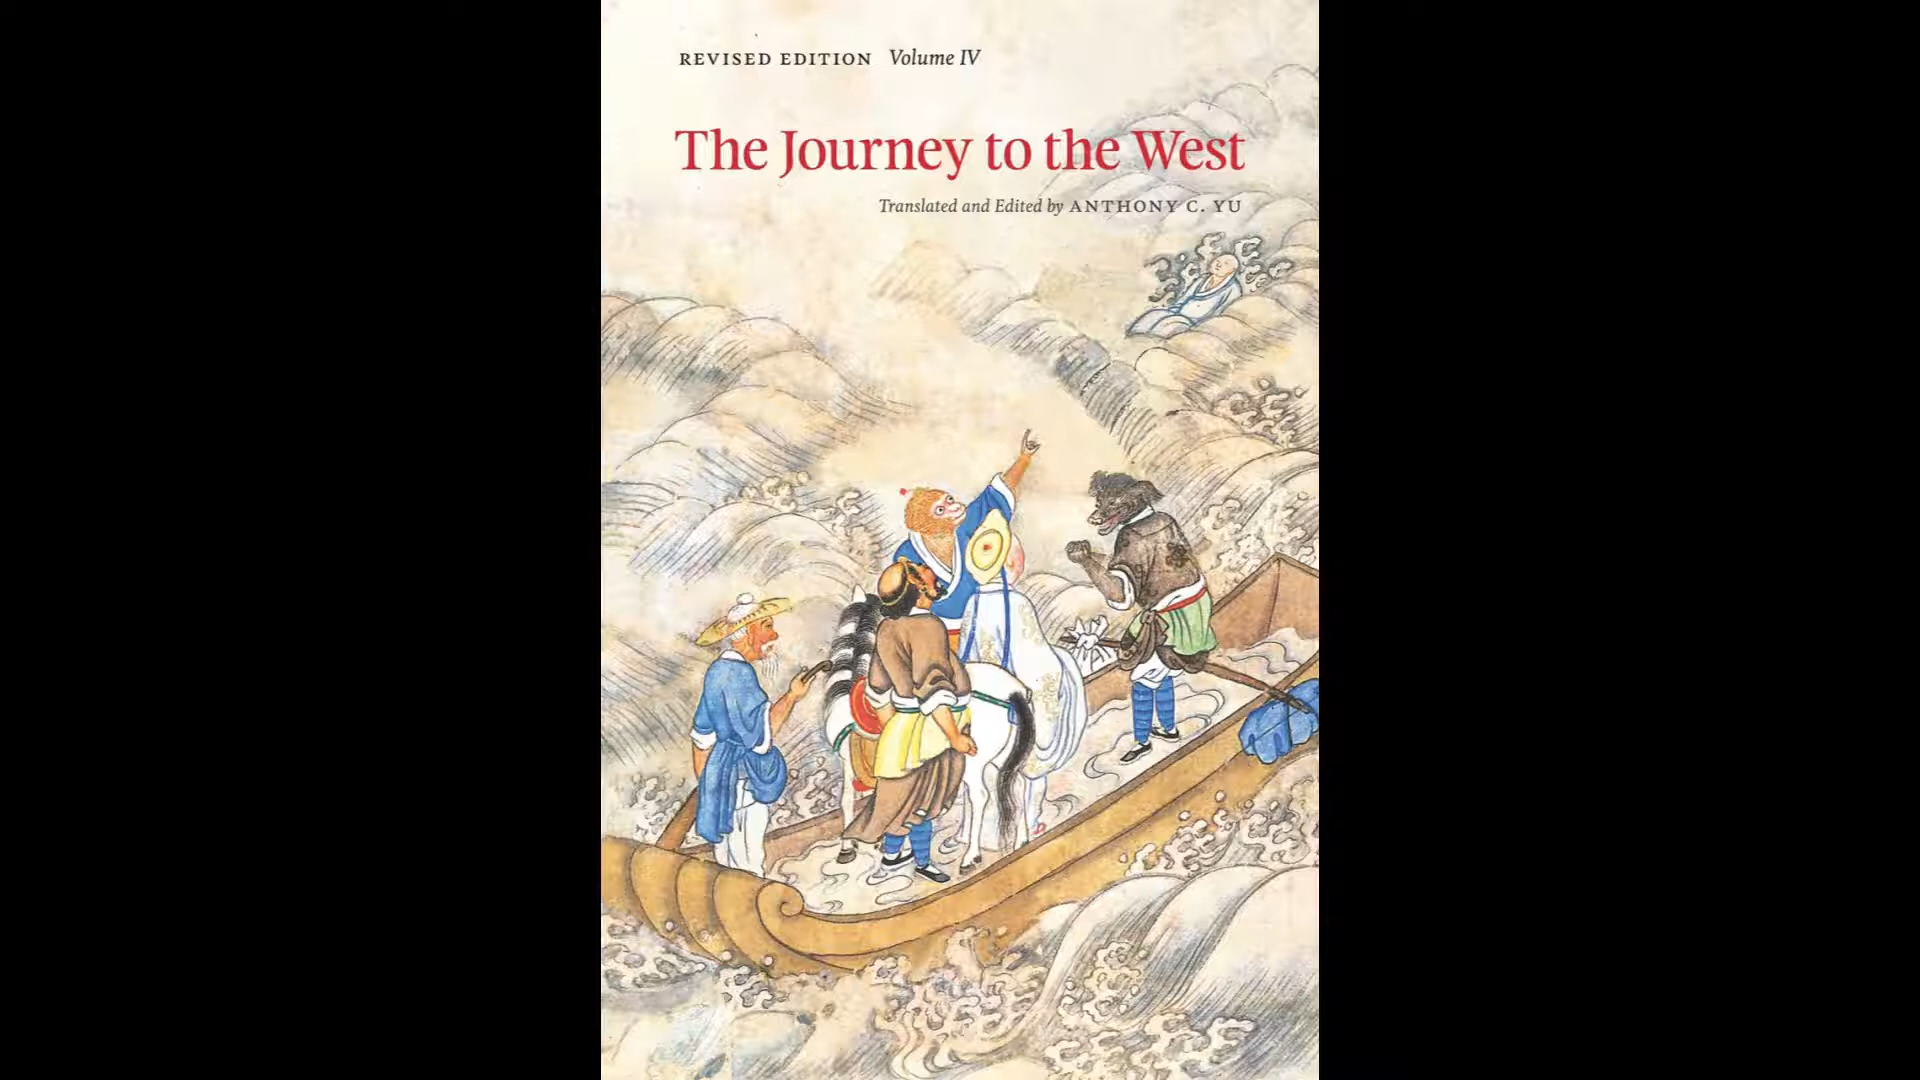 REVISED EDITION Volume IV
The Journey to the West
Translated and Edited by ANTHONY C. YU